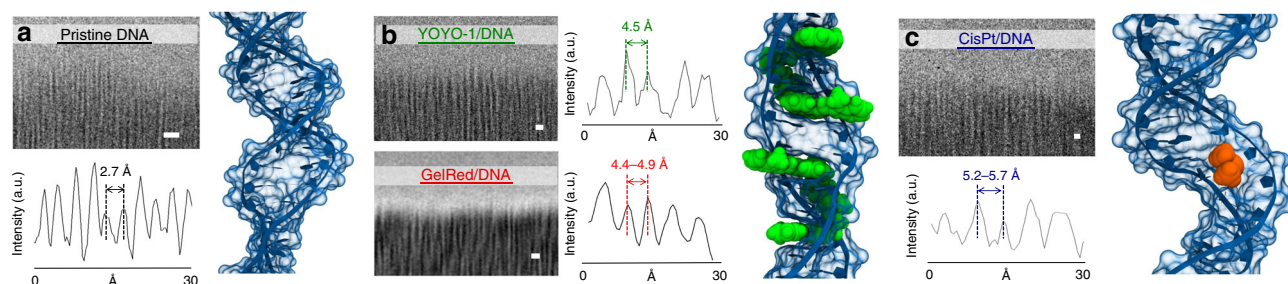 a
Pristine DNA
Intensity (a.u.)
2.7 Å
0
Å
30
b
YOYO-1/DNA
GelRed/DNA
Intensity (a.u.)
4.5 Å
0
Å
30
Intensity (a.u.)
4.4–4.9 Å
0
Å
30
c
CisPt/DNA
Intensity (a.u.)
5.2–5.7 Å
0
Å
30